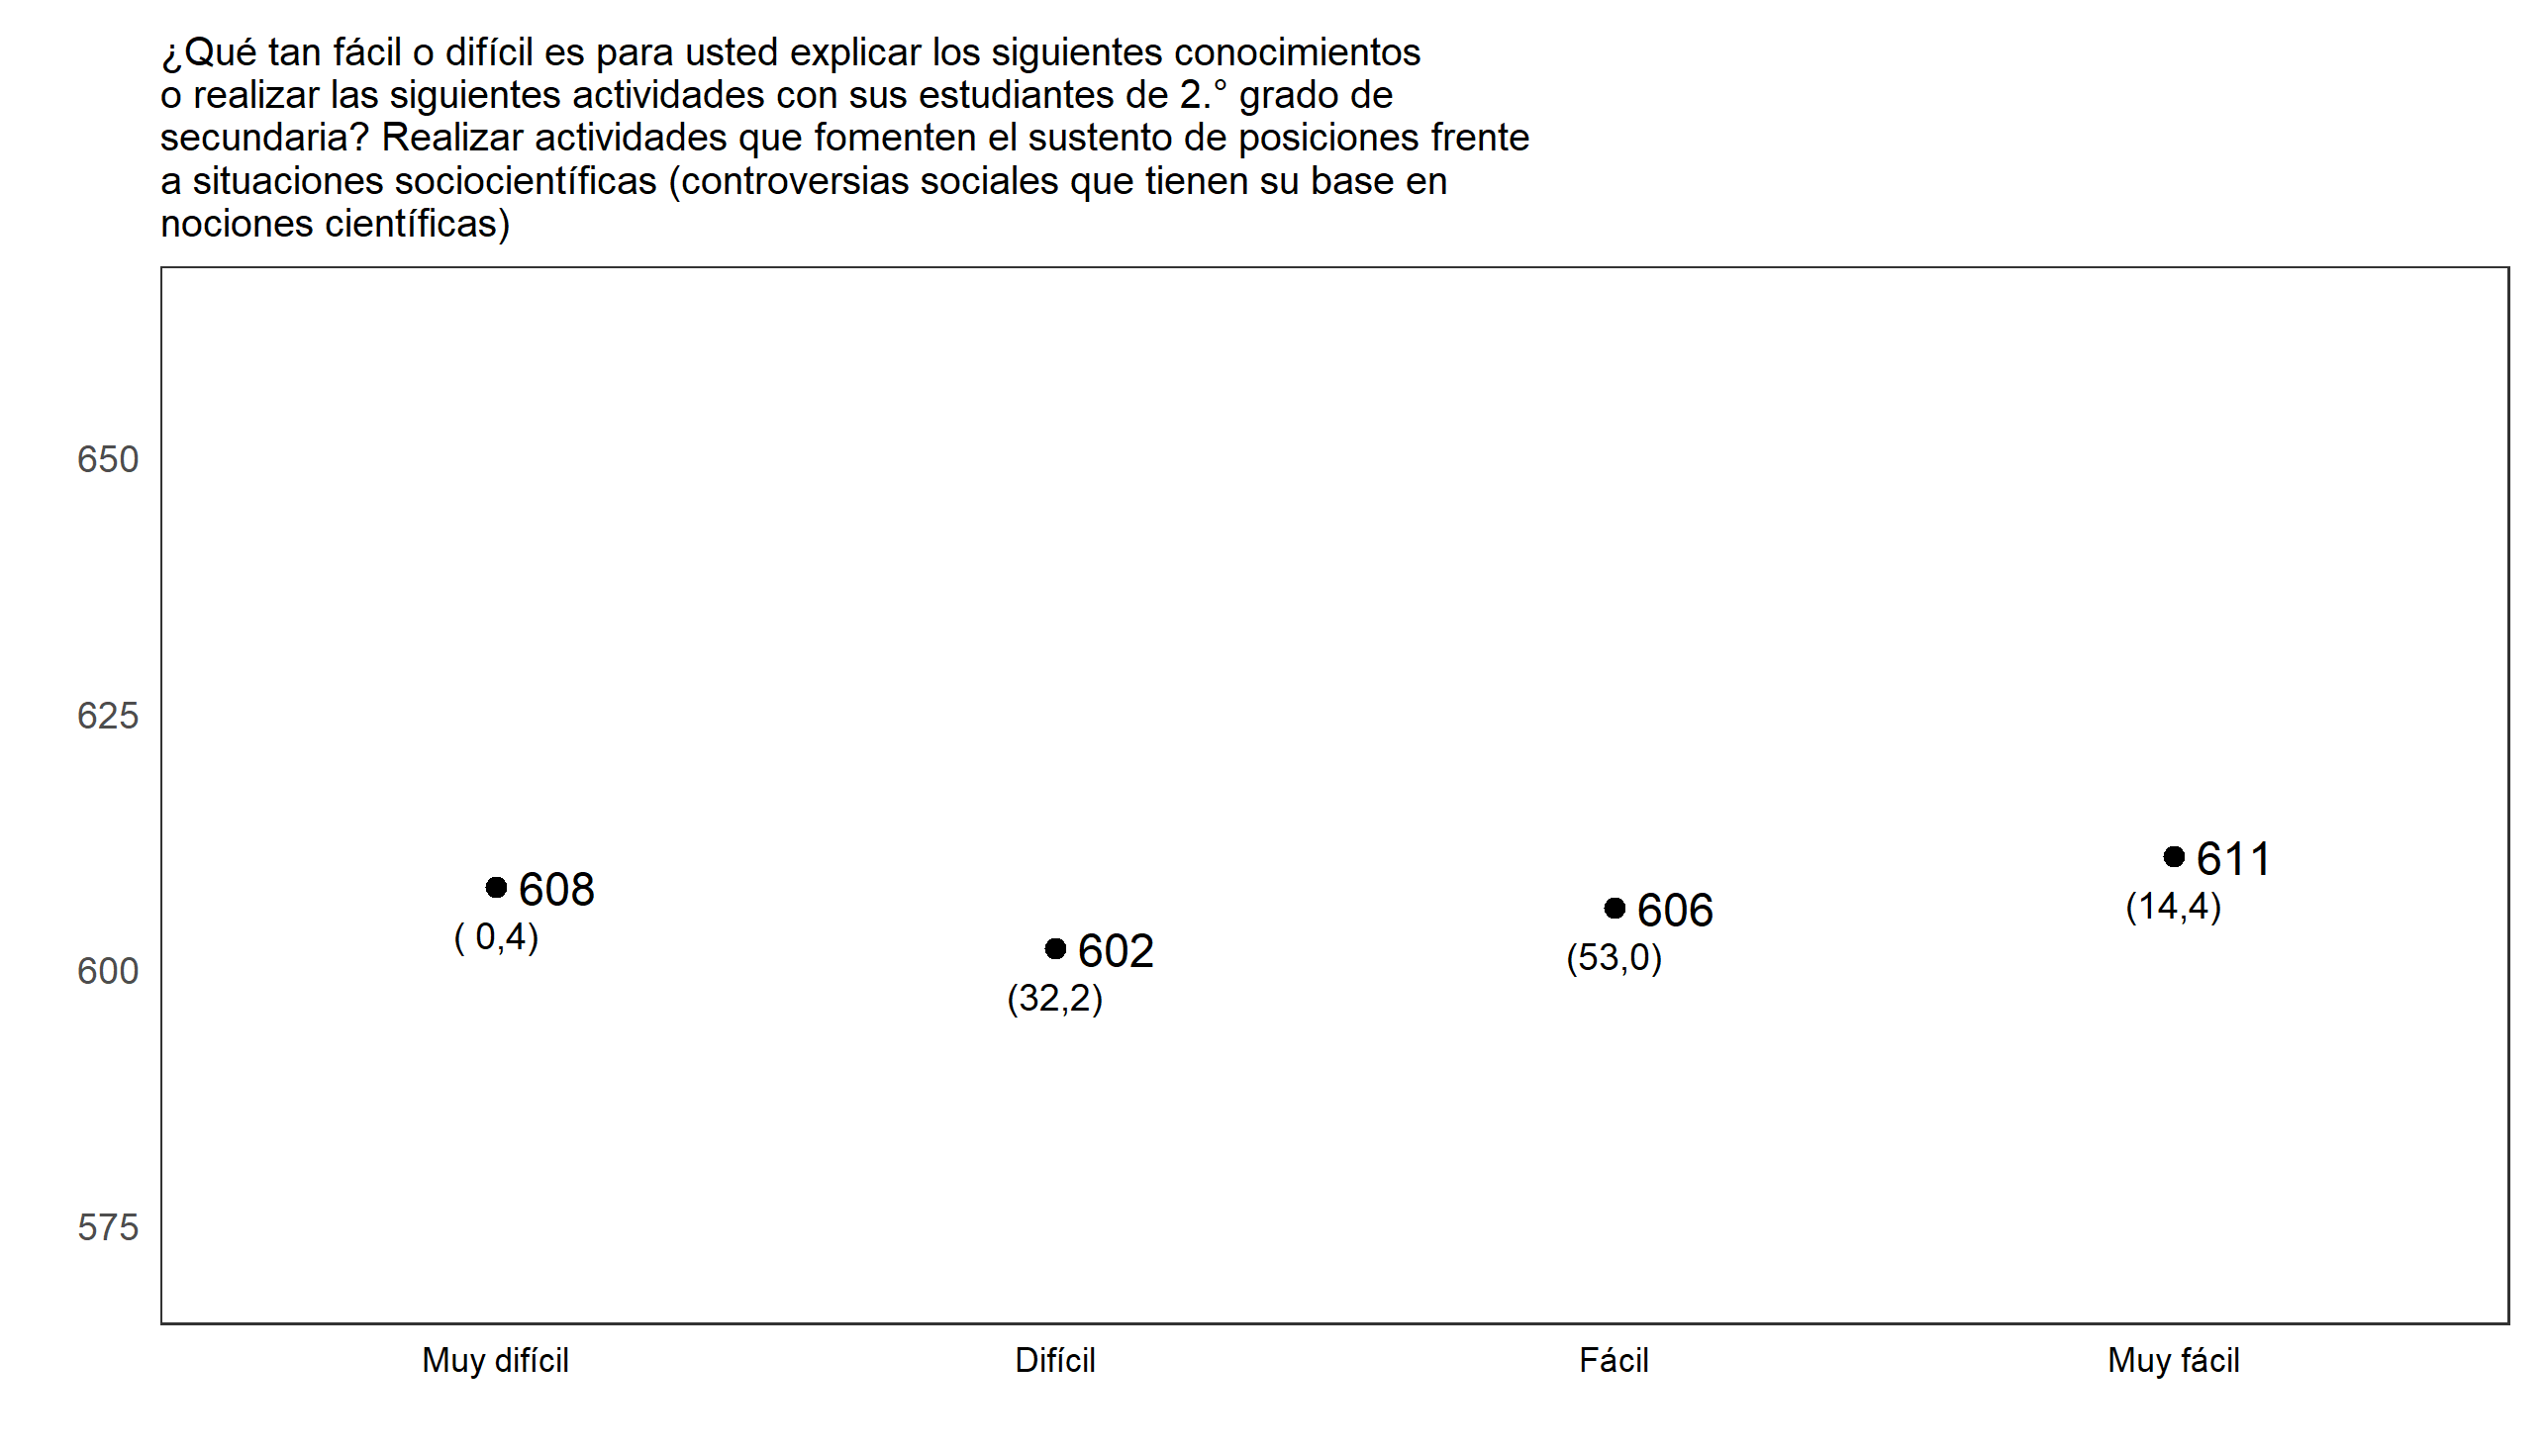 ¿Qué tan fácil o difícil es para usted explicar los siguientes conocimientos
o realizar las siguientes actividades con sus estudiantes de 2.° grado de
secundaria? Realizar actividades que fomenten el sustento de posiciones frente
a situaciones sociocientíficas (controversias sociales que tienen su base en
nociones científicas)
650
625
600
575
608
( 0,4)
602
(32,2)
606
(53,0)
611
(14,4)
Muy difícil
Difícil
Fácil
Muy fácil